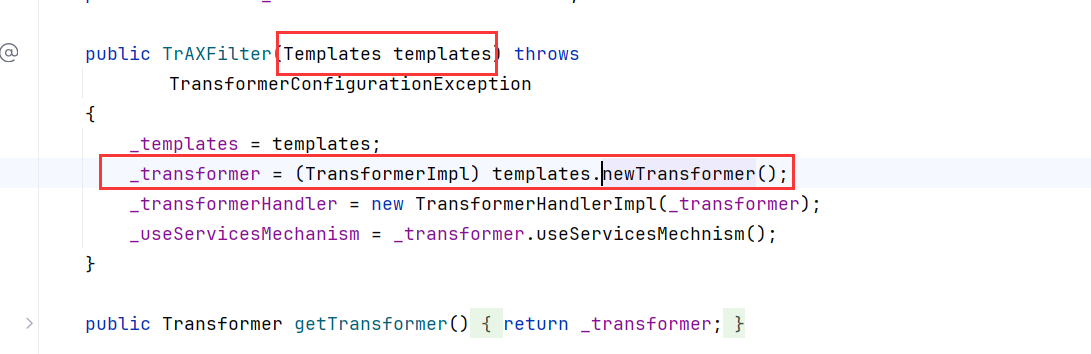 @
public TrAXFilter(Templates templates) throws
TransformerConfigurationException
{
_templates = templates;
_transformer = (TransformerImpl) templates.newTransformer();
_transformerHandler = new TransformerHandlerImpl(_transformer);
_useServicesMechanism = _transformer.useServicesMechnism();
}
public Transformer getTransformer() { return _transformer; }